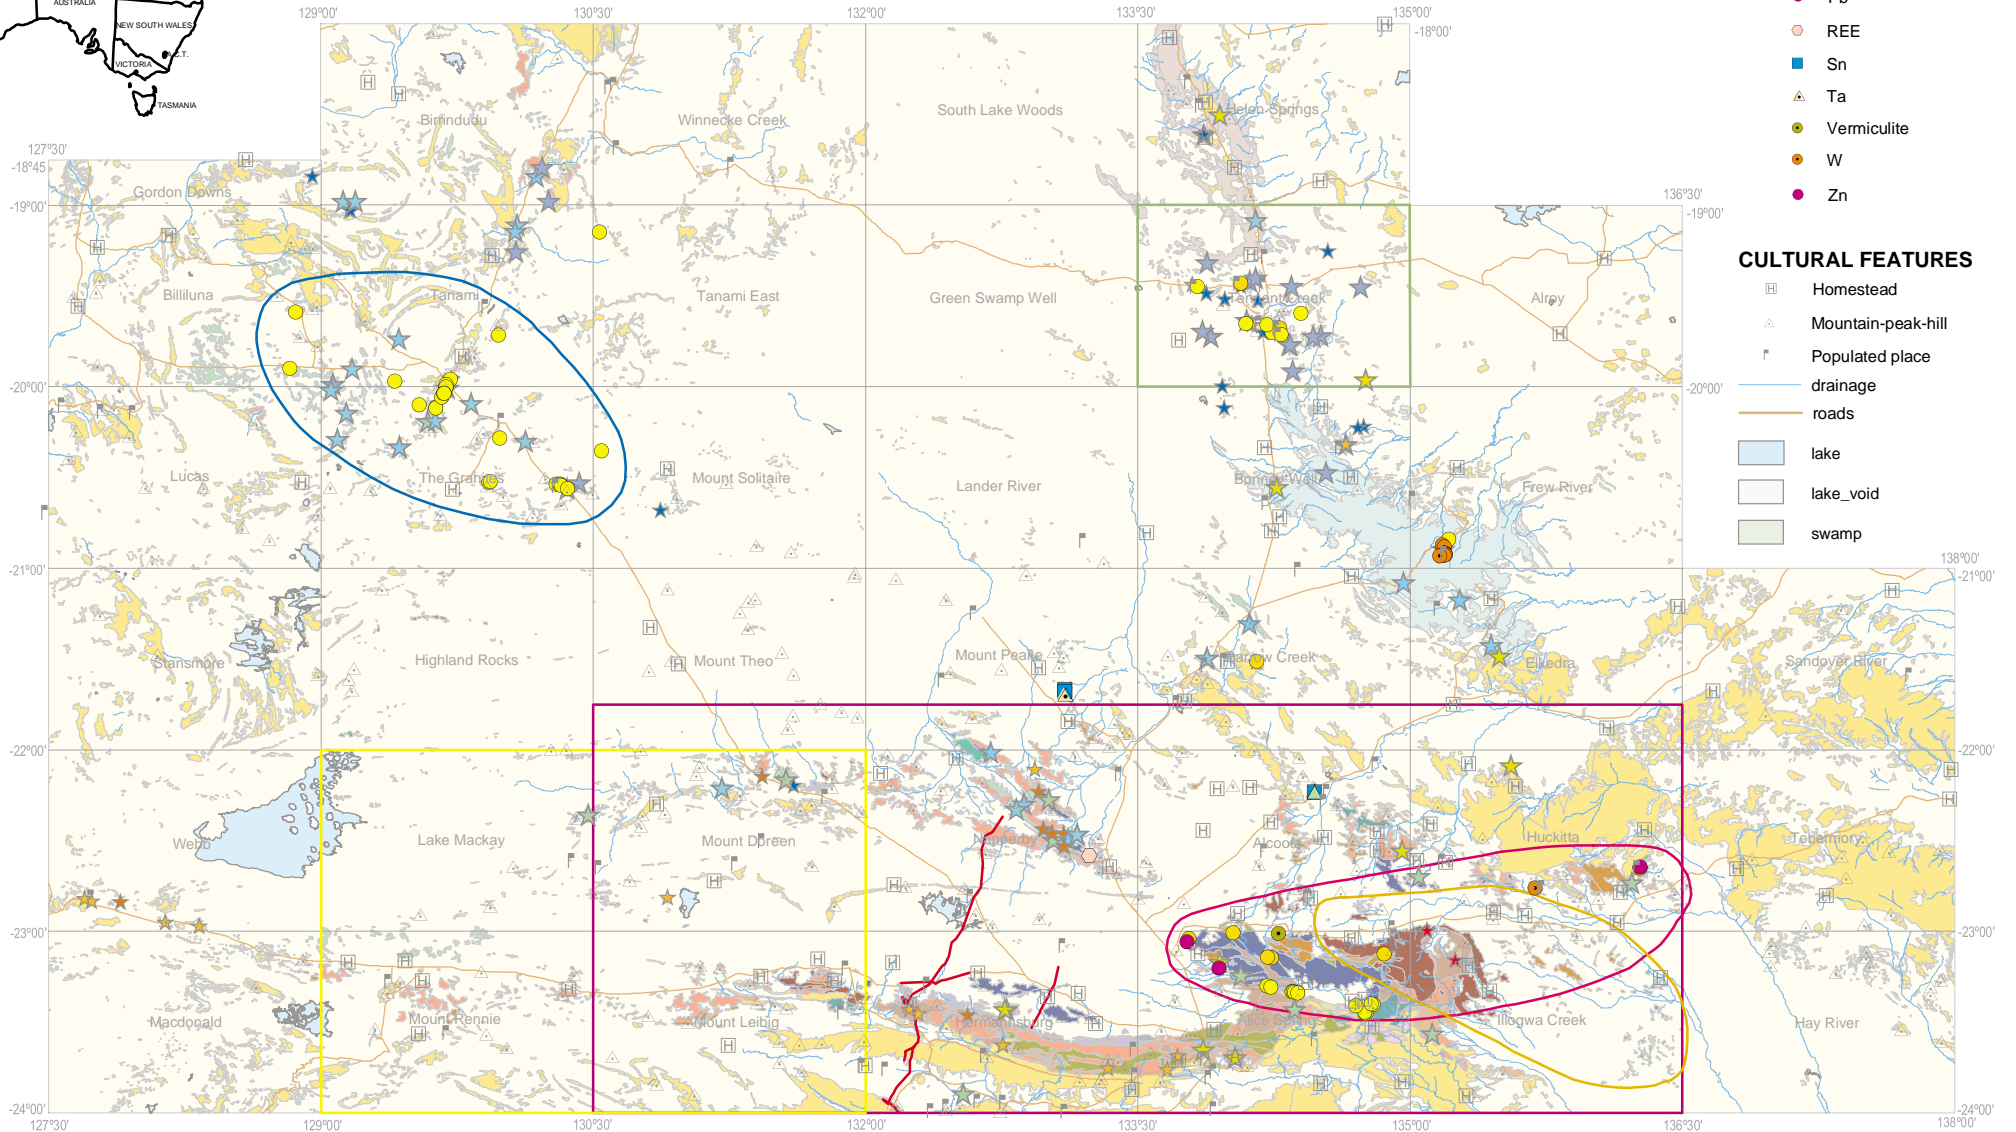 AUSTRALIA
NEW SOUTH WALES
A.C.T.
VICTORIA
TASMANIA
129°00'
130°30'
132°00'
133°30'
135°00'
-18°00'
REE
Sn
Ta
Vermiculite
W
Zn
CULTURAL FEATURES
H Homestead
Mountain-peak-hill
Populated place
drainage
roads
lake
lake_void
swamp
127°30'
-18°45
-19°00'
-20°00'
-21°00'
-22°00'
-23°00'
-24°00'
136°30'
-19°00'
-20°00'
138°00'
-21°00'
-22°00'
-23°00'
-24°00'
Birrindudu
Winnecke Creek
South Lake Woods
Helen Springs
Gordon Downs
Billiluna
Tanami
Tanami East
Green Swamp Well
Tennant Creek
Alroy
Lucas
The Granites
Mount Solitaire
Lander River
Bonney Well
Frew River
Stansmore
Highland Rocks
Mount Theo
Mount Peake
Barrow Creek
Elkedra
Sandover River
Webb
Lake Mackay
Mount Doreen
Napperby
Alcoota
Huckitta
Tobermory
Macdonald
Mount Rennie
Mount Leibig
Hermannsburg
Alice Springs
Illogwa Creek
Hay River
127°30'
129°00'
130°30'
132°00'
133°30'
135°00'
136°30'
138°00'